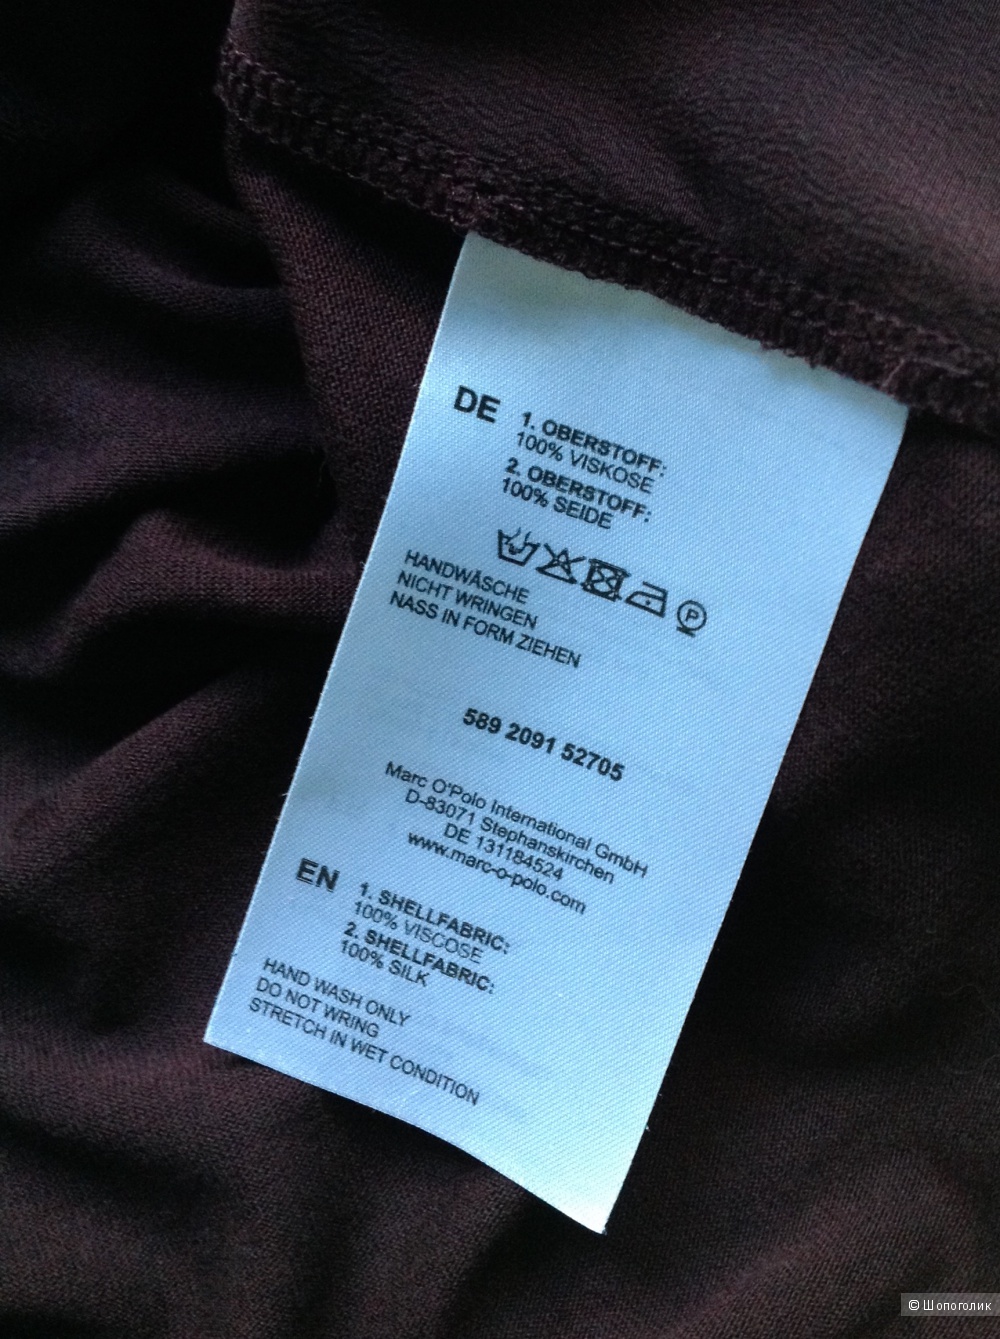 DE
1. OBERSTOFF:
100% VISKOSE
2. OBERSTOFF:
100% SEIDE
P
HANDWÄSCHE
NICHT WRINGEN
NASS IN FORM ZIEHEN
589 2091 52705
Marc O'Polo International GmbH
D-83071 Stephanskirchen
DE 131184524
www.marc-o-polo.com
EN
1. SHELLFABRIC:
100% VISCOSE
2. SHELLFABRIC:
100% SILK
HAND WASH ONLY
DO NOT WRING
STRETCH IN WET CONDITION
© Шопоголик